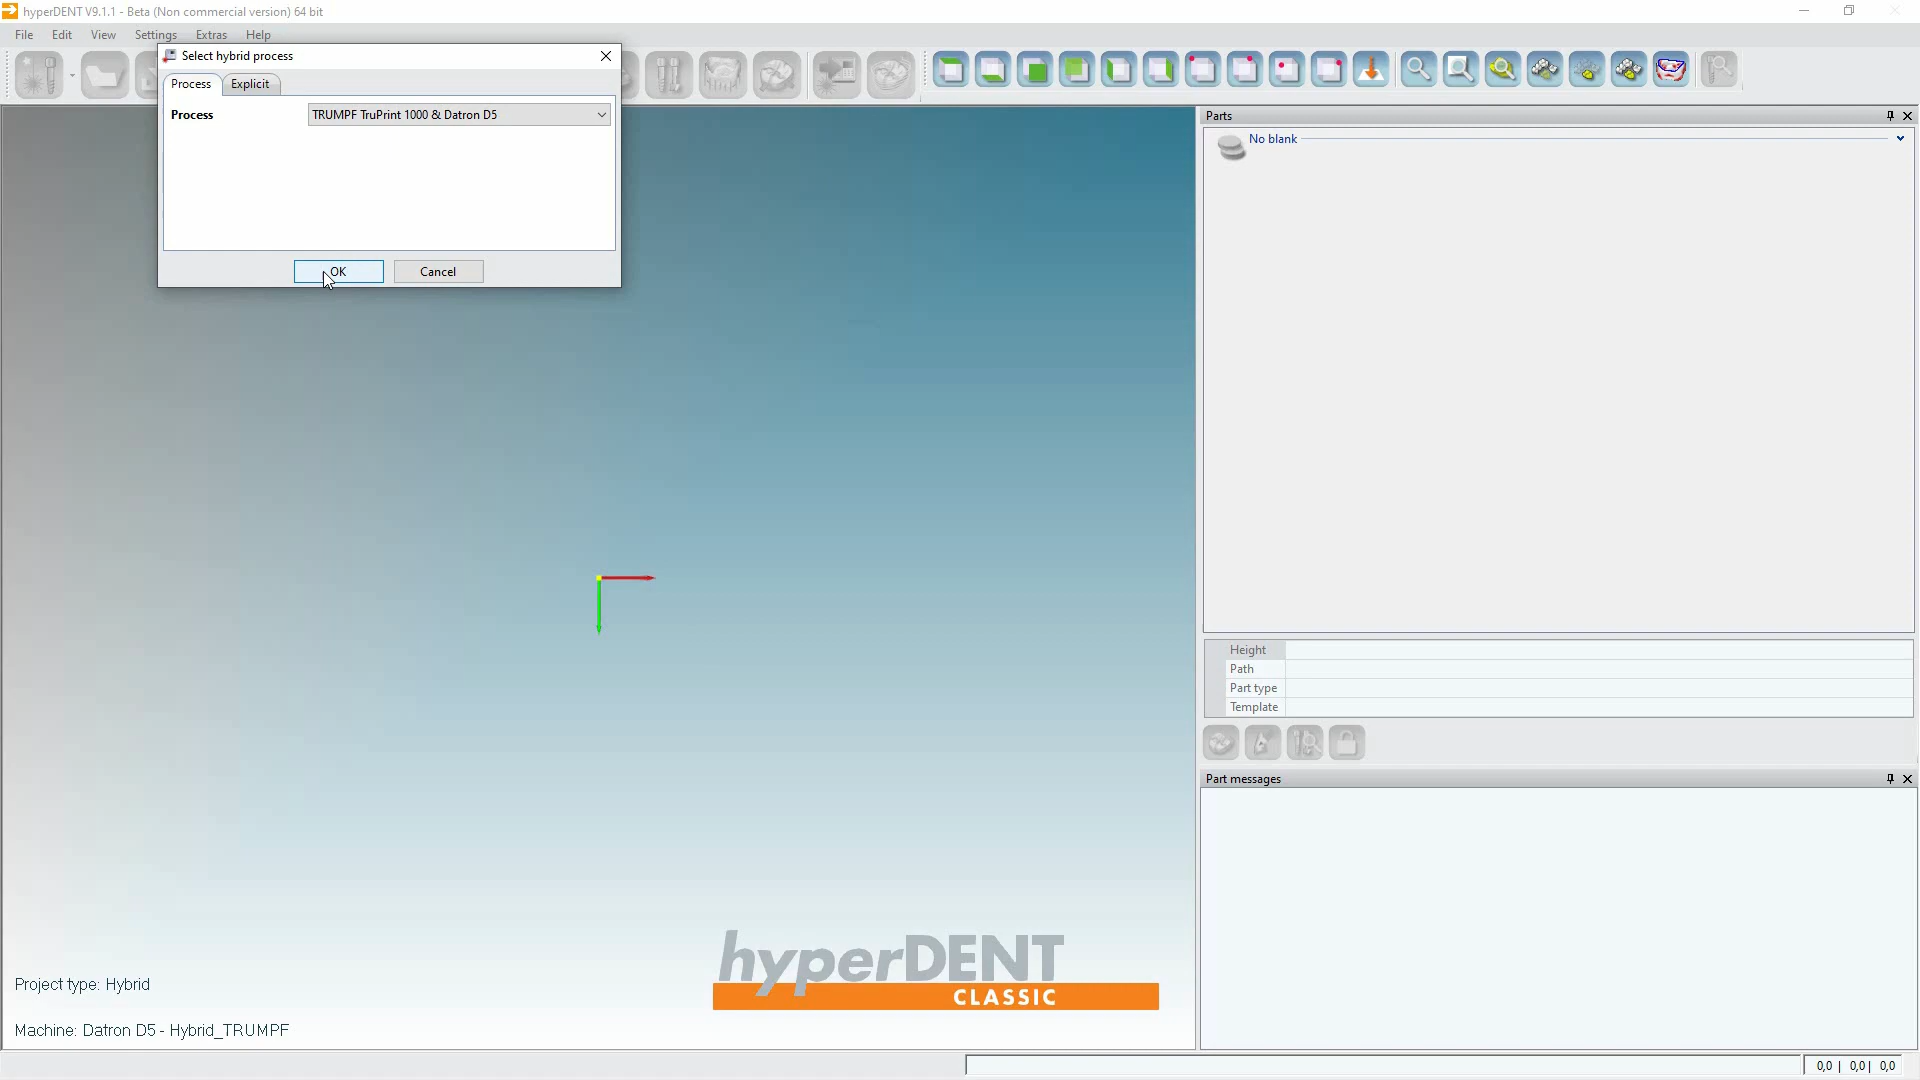 hyperDENT V9.1.1 - Beta (Non commercial version) 64 bit
File Edit View Settings Extras Help
Select hybrid process
Process Explicit
Process TRUMPF TruPrint 1000 & Datron D5
OK Cancel
Parts
No blank
Height
Path
Part type
Template
Part messages
hyperDENT
CLASSIC
Project type: Hybrid
Machine: Datron D5 - Hybrid_TRUMPF
0,0 | 0,0 | 0,0